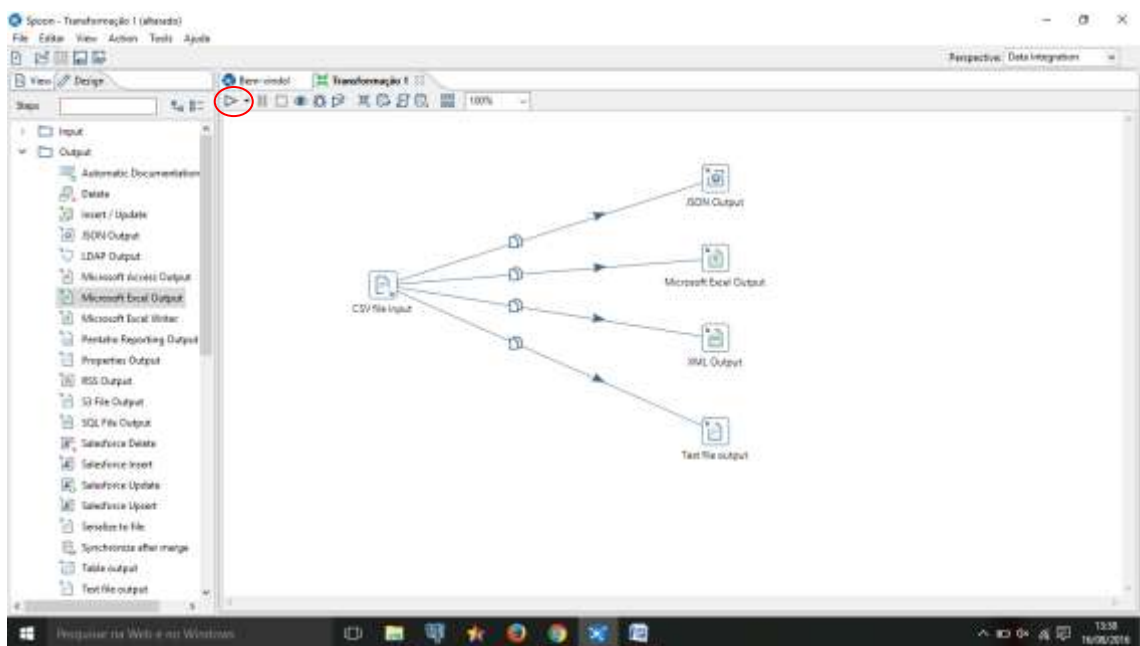 Spoon - Transformação 1 (alterado)
File Editar View Action Tools Ajuda
Perspective: Data Integration
View Design
Bem-vindo! Transformação 1
Steps
100%
Input
Output
Automatic Documentation
Delete
Insert / Update
JSON Output
LDAP Output
Microsoft Access Output
Microsoft Excel Output
Microsoft Excel Writer
Pentaho Reporting Output
Properties Output
RSS Output
S3 File Output
SQL File Output
Salesforce Delete
Salesforce Insert
Salesforce Update
Salesforce Upsert
Serialize to file
Synchronize after merge
Table output
Text file output
CSV file input
JSON Output
Microsoft Excel Output
XML Output
Text file output
Pesquisar na Web e no Windows
13:38
16/08/2016